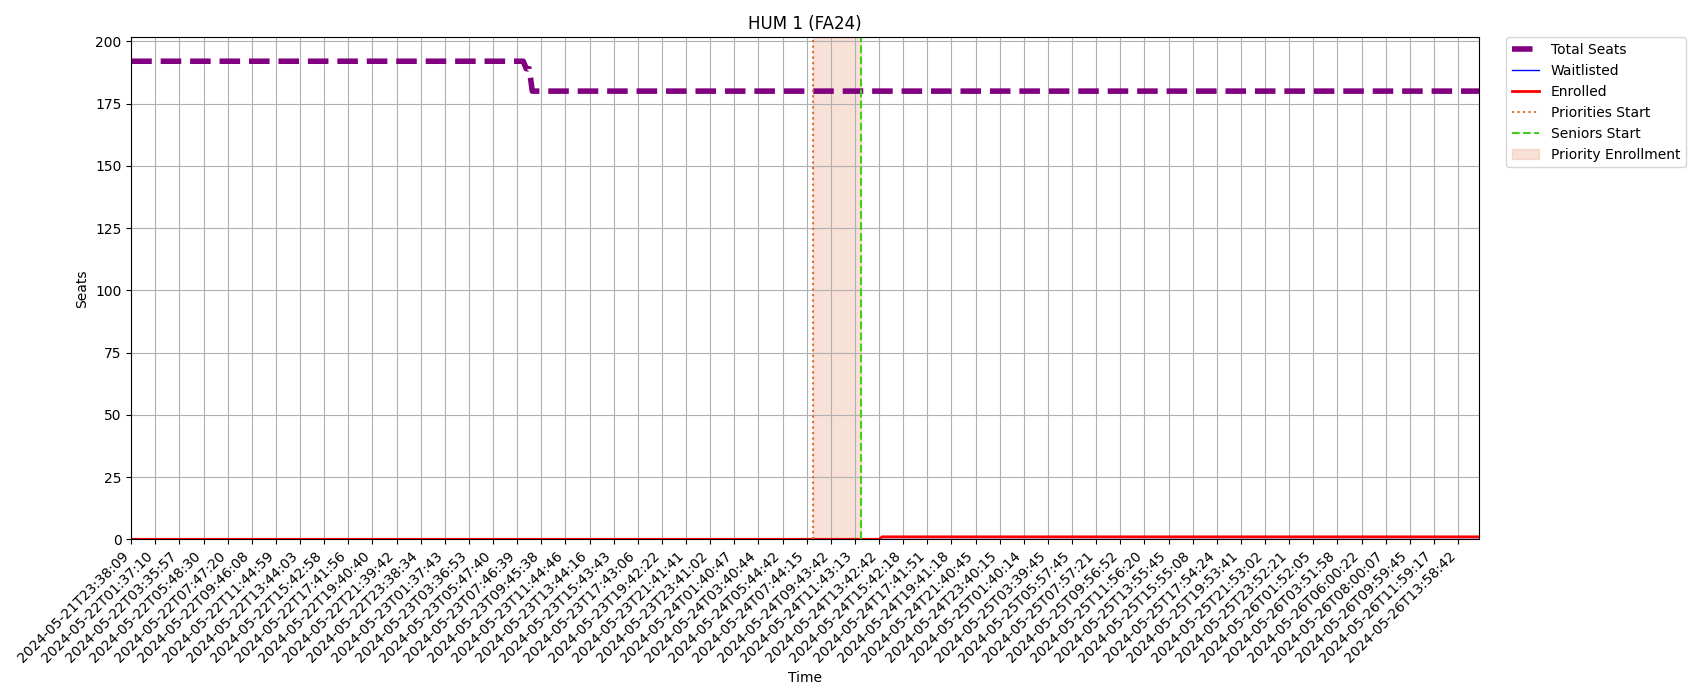 HUM 1 (FA24)
200
175
150
125
100
75
50
25
0
Seats
Total Seats
Waitlisted
Enrolled
Priorities Start
Seniors Start
Priority Enrollment
2024-05-21T23:38:09
2024-05-22T01:37:10
2024-05-22T03:35:57
2024-05-22T05:48:30
2024-05-22T07:47:20
2024-05-22T09:46:08
2024-05-22T11:44:59
2024-05-22T13:44:03
2024-05-22T15:42:58
2024-05-22T17:41:56
2024-05-22T19:40:40
2024-05-22T21:39:42
2024-05-22T23:38:34
2024-05-23T01:37:43
2024-05-23T03:36:53
2024-05-23T05:47:40
2024-05-23T07:46:39
2024-05-23T09:45:38
2024-05-23T11:44:46
2024-05-23T13:44:16
2024-05-23T15:43:43
2024-05-23T17:43:06
2024-05-23T19:42:22
2024-05-23T21:41:41
2024-05-23T23:41:02
2024-05-24T01:40:47
2024-05-24T03:40:44
2024-05-24T05:44:42
2024-05-24T07:44:15
2024-05-24T09:43:42
2024-05-24T11:43:13
2024-05-24T13:42:42
2024-05-24T15:42:18
2024-05-24T17:41:51
2024-05-24T19:41:18
2024-05-24T21:40:45
2024-05-24T23:40:15
2024-05-25T01:40:14
2024-05-25T03:39:45
2024-05-25T05:57:45
2024-05-25T07:57:21
2024-05-25T09:56:52
2024-05-25T11:56:20
2024-05-25T13:55:45
2024-05-25T15:55:08
2024-05-25T17:54:24
2024-05-25T19:53:41
2024-05-25T21:53:02
2024-05-25T23:52:21
2024-05-26T01:52:05
2024-05-26T03:51:58
2024-05-26T06:00:22
2024-05-26T08:00:07
2024-05-26T09:59:45
2024-05-26T11:59:17
2024-05-26T13:58:42
Time